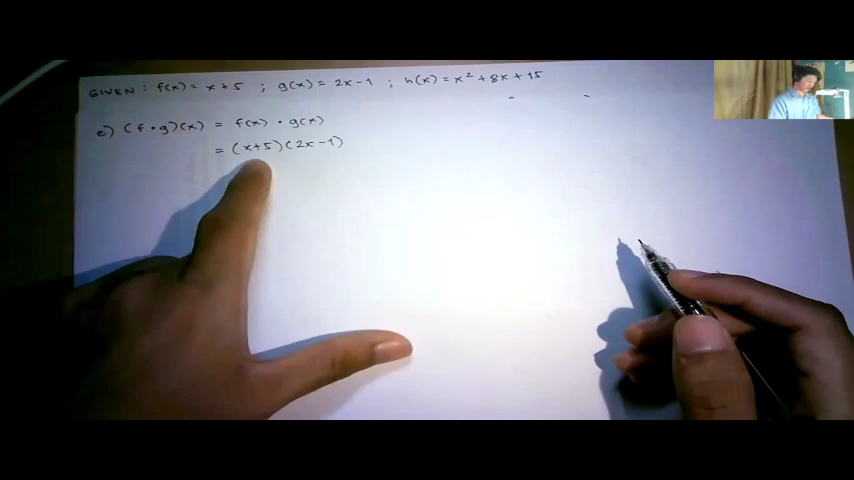 GIVEN : f(x) = x + 5 ; g(x) = 2x - 1 ; h(x) = x² + 8x + 15
e) (f • g)(x) = f(x) • g(x)
= (x+5)(2x-1)